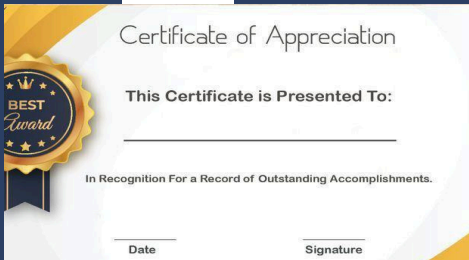 Certificate of Appreciation
BEST
Award
This Certificate is Presented To:
In Recognition For a Record of Outstanding Accomplishments.
Date
Signature